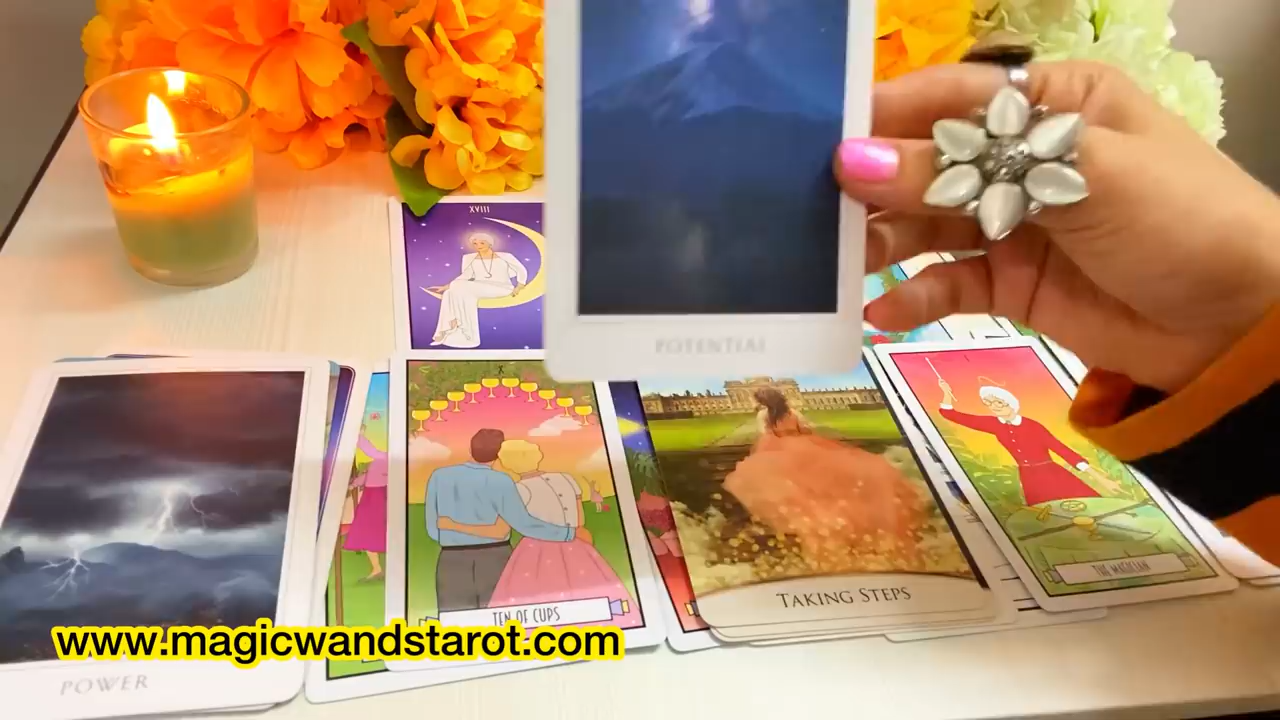 XVIII
POTENTIAL
X
I
TEN OF CUPS
TAKING STEPS
THE MAGICIAN
www.magicwandstarot.com
POWER